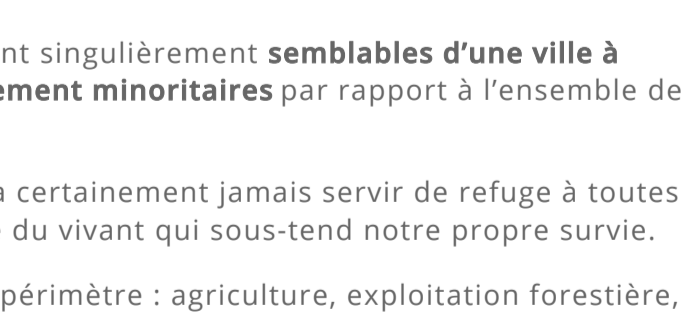 nt singulièrement semblables d’une ville à
ement minoritaires par rapport à l’ensemble de
a certainement jamais servir de refuge à toutes
du vivant qui sous-tend notre propre survie.
périmètre : agriculture, exploitation forestière,